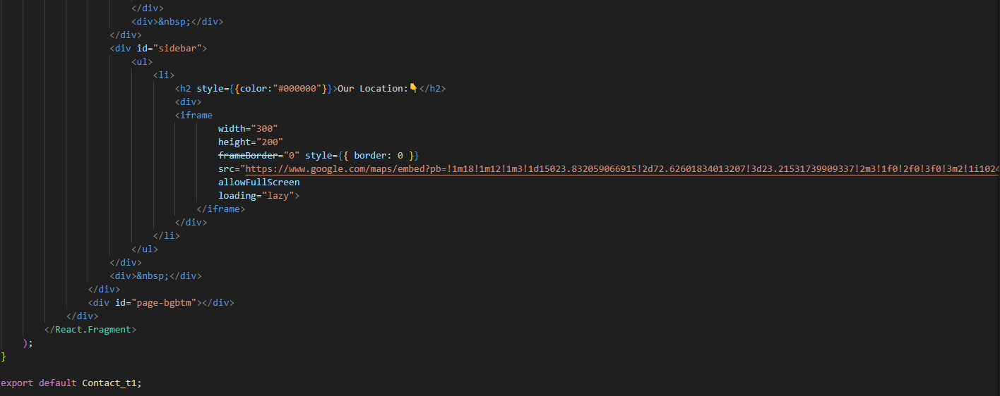 </div>
<div>&nbsp;</div>
</div>
<div id="sidebar">
<ul>
<li>
<h2 style={{color:"#000000"}}>Our Location:👇</h2>
<div>
<iframe
width="300"
height="200"
frameBorder="0" style={{ border: 0 }}
src="https://www.google.com/maps/embed?pb=!1m18!1m12!1m3!1d15023.832059066915!2d72.62601834013207!3d23.21531739909337!2m3!1f0!2f0!3f0!3m2!1i1024
allowFullScreen
loading="lazy">
</iframe>
</div>
</li>
</ul>
</div>
<div>&nbsp;</div>
</div>
<div id="page-bgbtm"></div>
</div>
</React.Fragment>
);
}
export default Contact_t1;